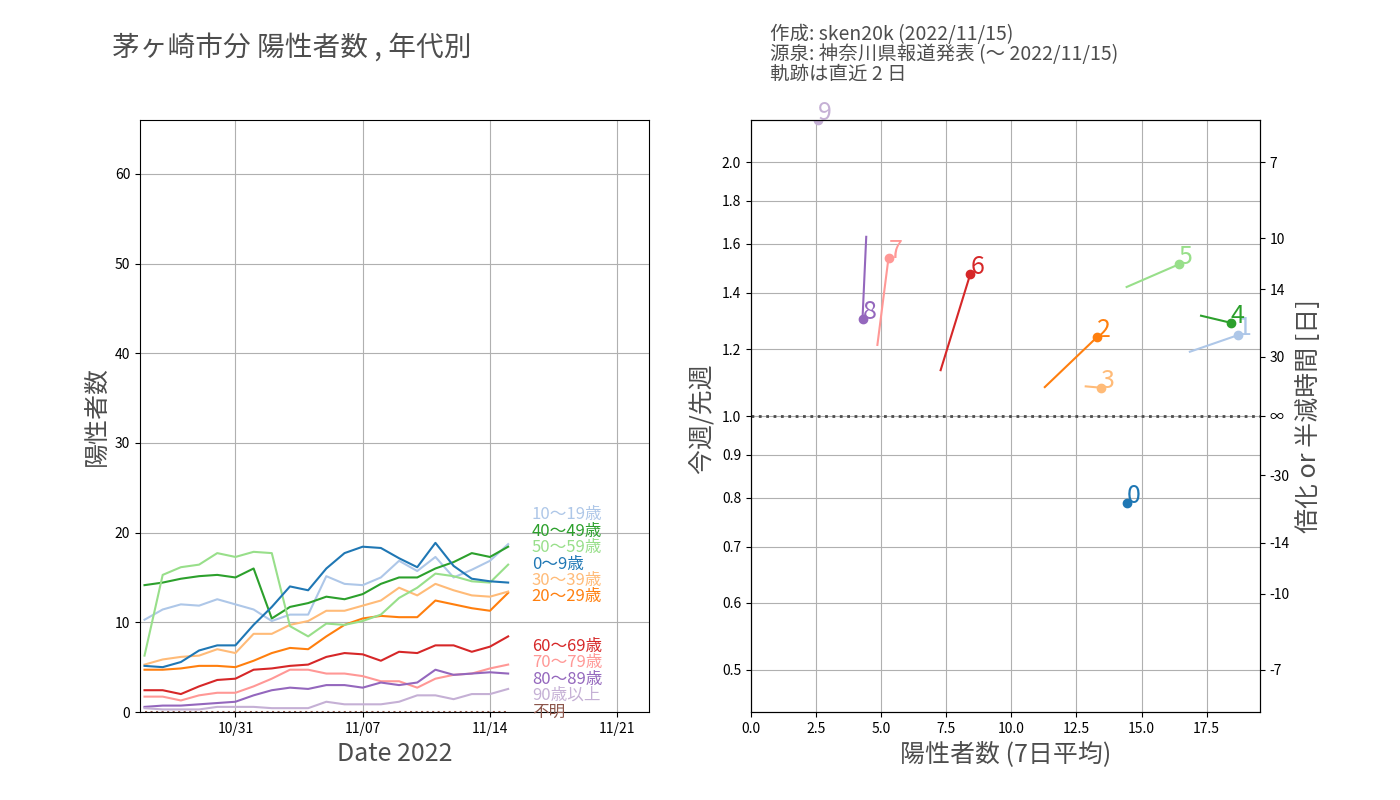 茅ヶ崎市分 陽性者数 , 年代別
作成: sken20k (2022/11/15)
源泉: 神奈川県報道発表 (〜 2022/11/15)
軌跡は直近 2 日
陽性者数
60
50
40
30
20
10
0
10〜19歳
40〜49歳
50〜59歳
0〜9歳
30〜39歳
20〜29歳
60〜69歳
70〜79歳
80〜89歳
90歳以上
不明
10/31
11/07
11/14
11/21
Date 2022
今週/先週
2.0
1.8
1.6
1.4
1.2
1.0
0.9
0.8
0.7
0.6
0.5
9
7
8
6
5
4
1
2
3
0
7
10
14
30
∞
-30
-14
-10
-7
倍化 or 半減時間 [日]
0.0
2.5
5.0
7.5
10.0
12.5
15.0
17.5
陽性者数 (7日平均)